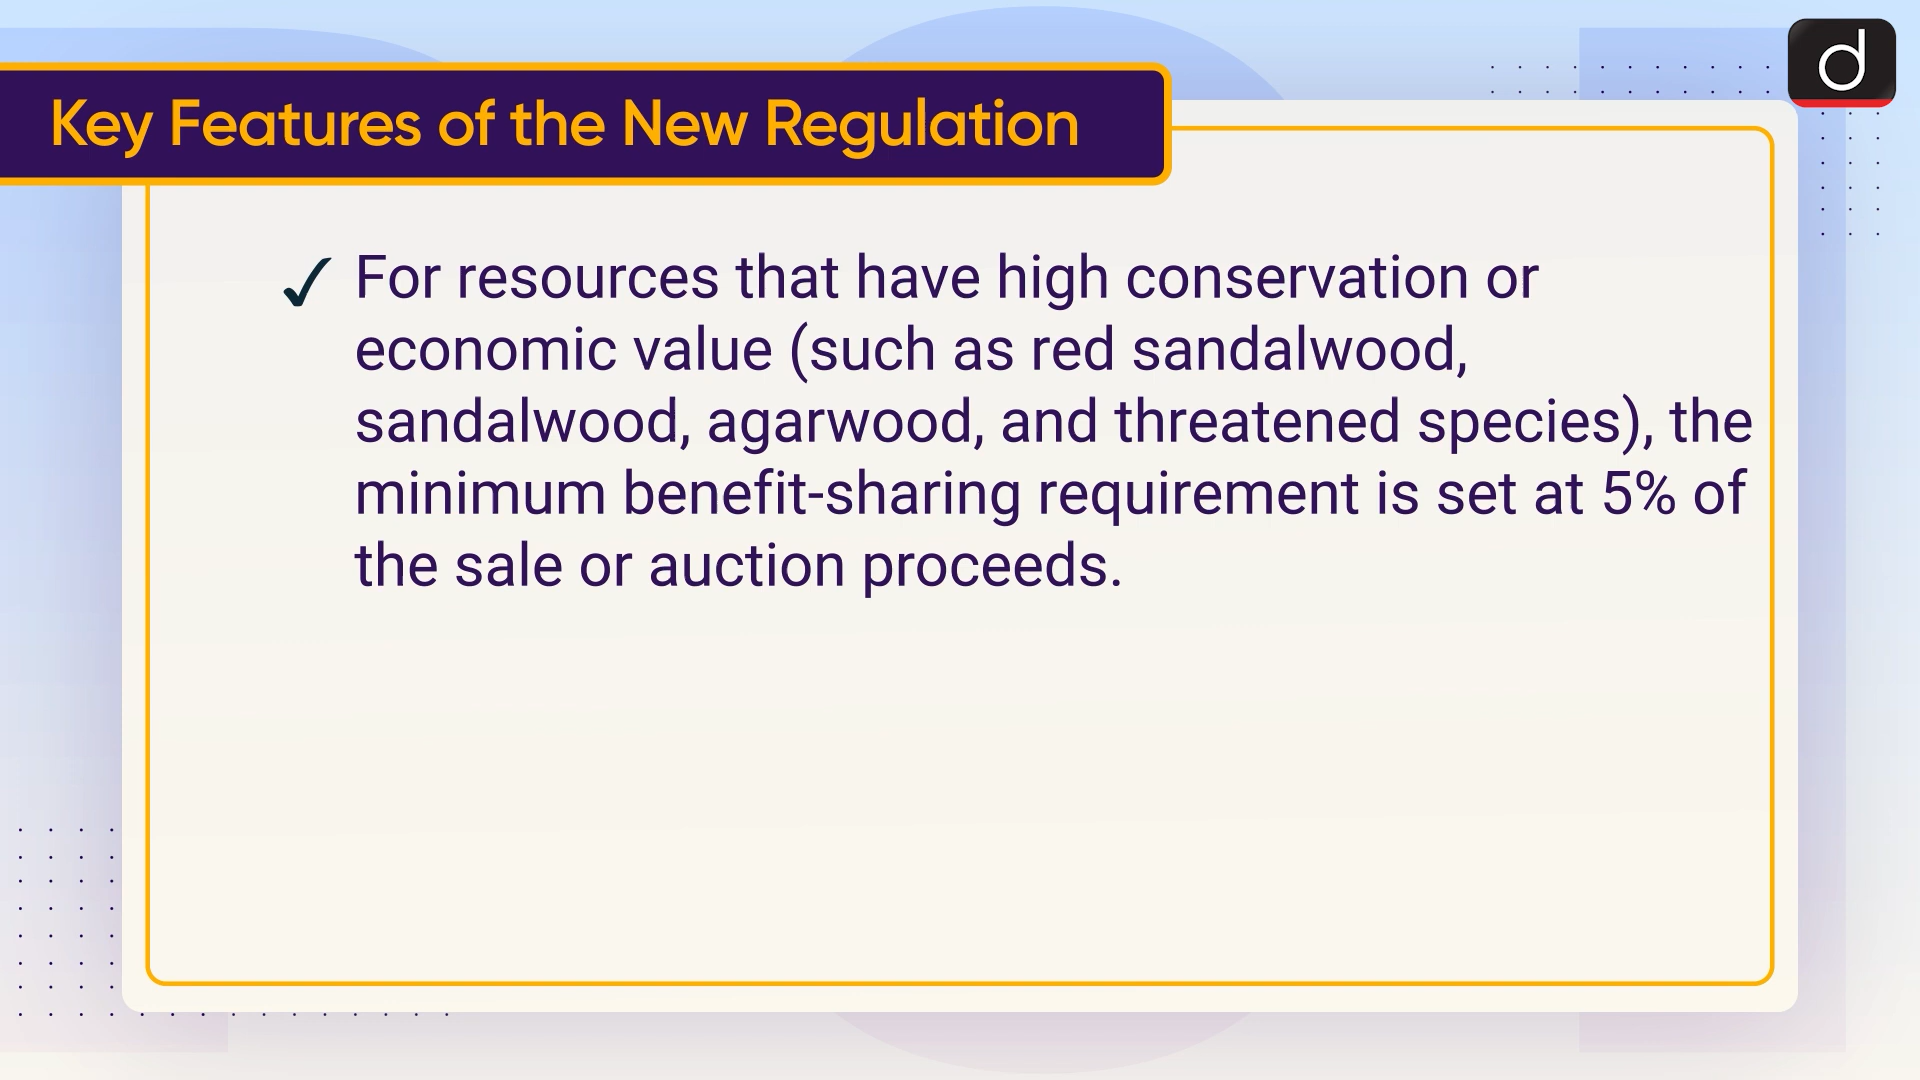 Key Features of the New Regulation
d
✓ For resources that have high conservation or
economic value (such as red sandalwood,
sandalwood, agarwood, and threatened species), the
minimum benefit-sharing requirement is set at 5% of
the sale or auction proceeds.